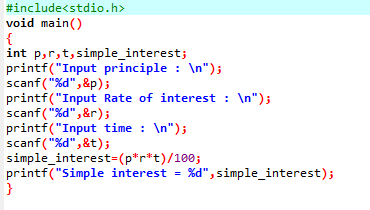 #include<stdio.h>
void main()
{
int p,r,t,simple_interest;
printf("Input principle : \n");
scanf("%d",&p);
printf("Input Rate of interest : \n");
scanf("%d",&r);
printf("Input time : \n");
scanf("%d",&t);
simple_interest=(p*r*t)/100;
printf("Simple interest = %d",simple_interest);
}